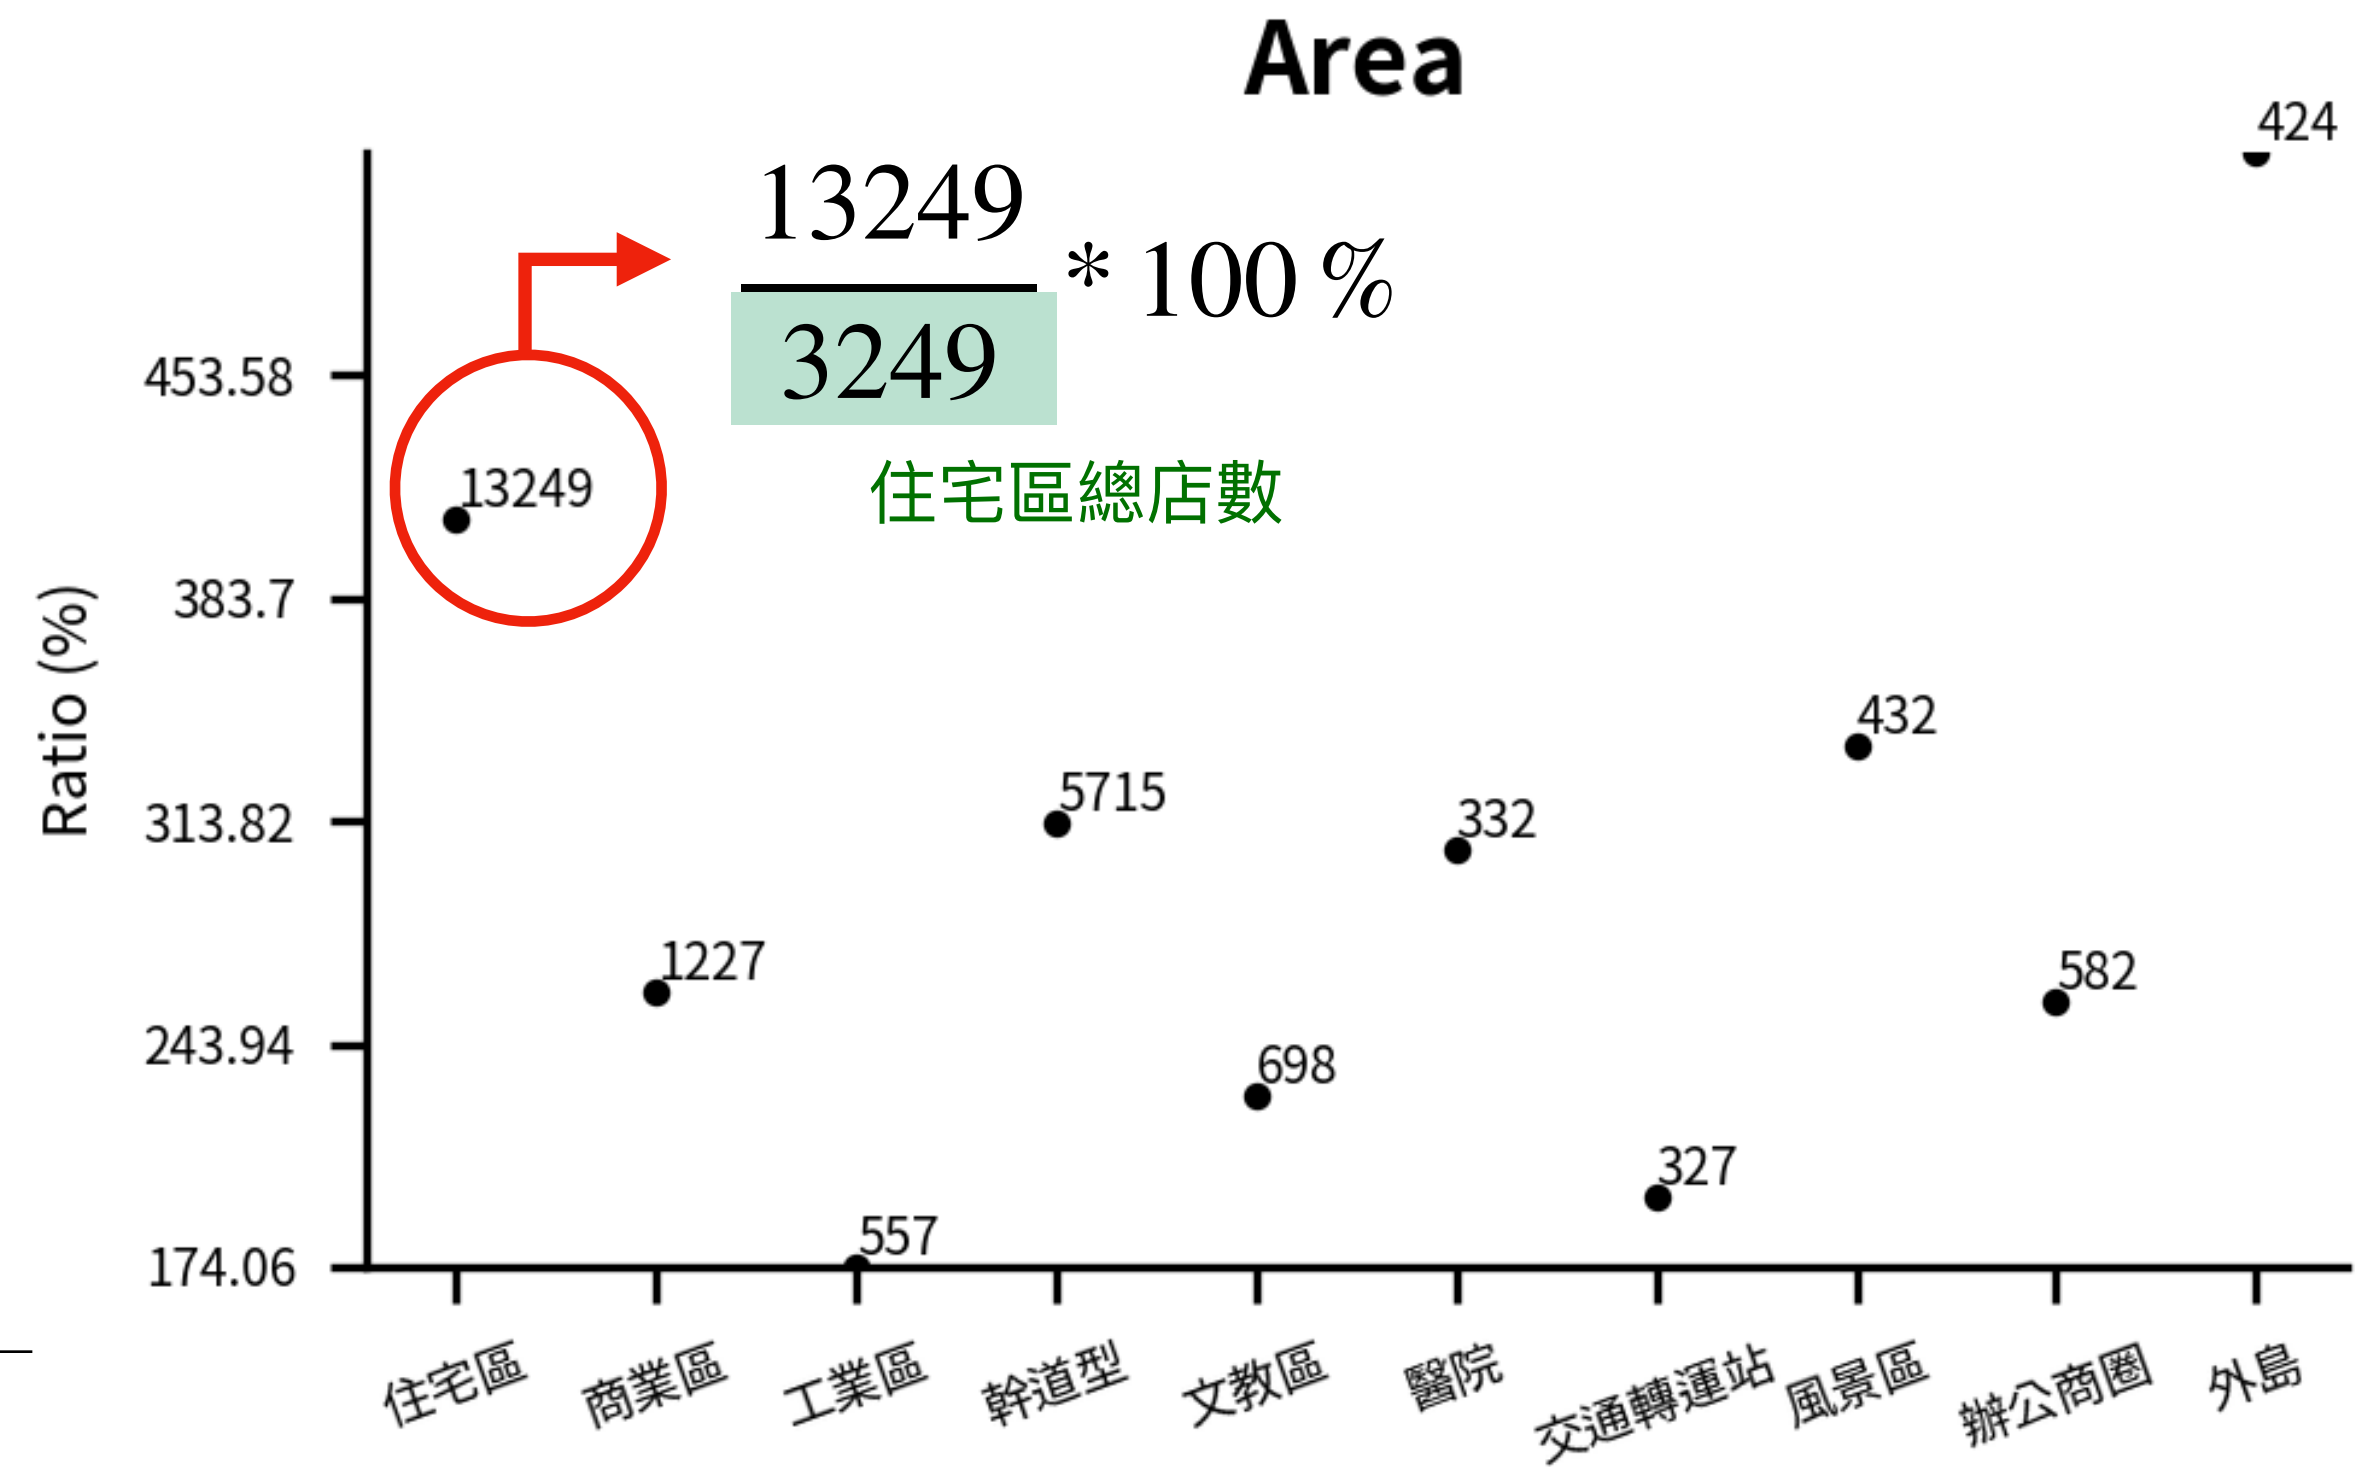 Area
424
13249
3249
* 100 %
住宅區總店數
453.58
13249
383.7
Ratio (%)
432
5715
332
313.82
1227
582
243.94
698
327
557
174.06
住宅區
商業區
工業區
幹道型
文教區
醫院
交通轉運站
風景區
辦公商圈
外島